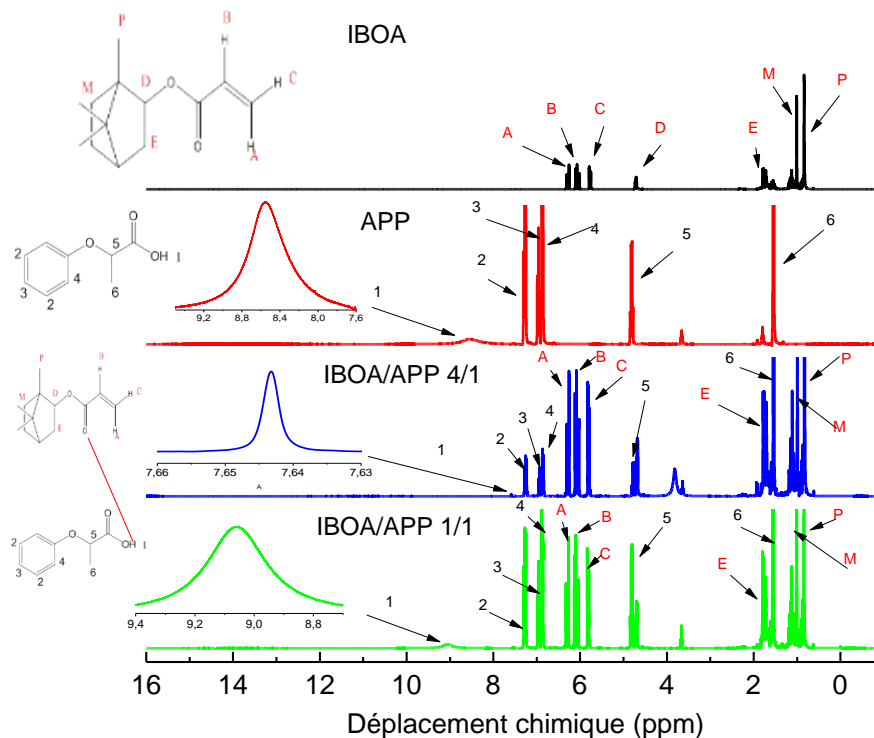 IBOA
P
B
M
D
O
H
C
H
E
O
H
A
A
B
C
D
E
M
P
APP
O
O
5
OH 1
2
4
6
3
2
9,2 8,8 8,4 8,0 7,6
1
2
3
4
5
6
IBOA/APP 4/1
P
B
M
D
O
H
C
H
E
O
H
A
7,66 7,65 7,64 7,63
A
1
2
3
4
A
B
C
5
E
6
M
P
IBOA/APP 1/1
O
O
5
OH 1
2
4
6
3
2
9,4 9,2 9,0 8,8
1
2
3
4
A
B
C
5
E
6
M
P
16 14 12 10 8 6 4 2 0
Déplacement chimique (ppm)